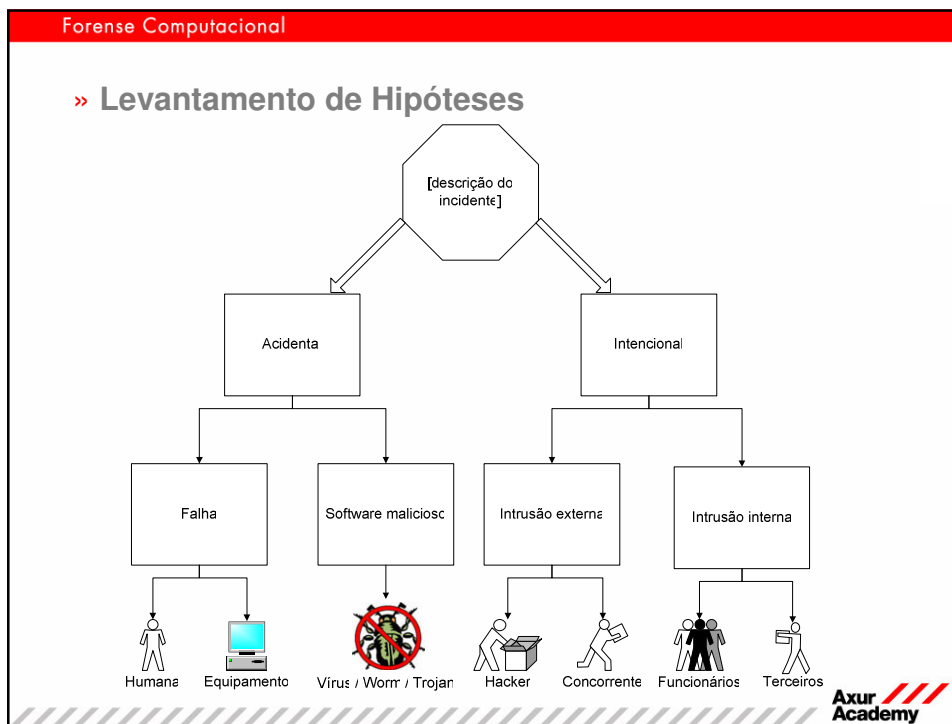 Forense Computacional
» Levantamento de Hipóteses
[descrição do
incidente]
Acidenta
Intencional
Falha
Software malicioso
Intrusão externa
Intrusão interna
Humana
Equipamento
Vírus / Worm / Trojan
Hacker
Concorrente
Funcionários
Terceiros
Axur
Academy